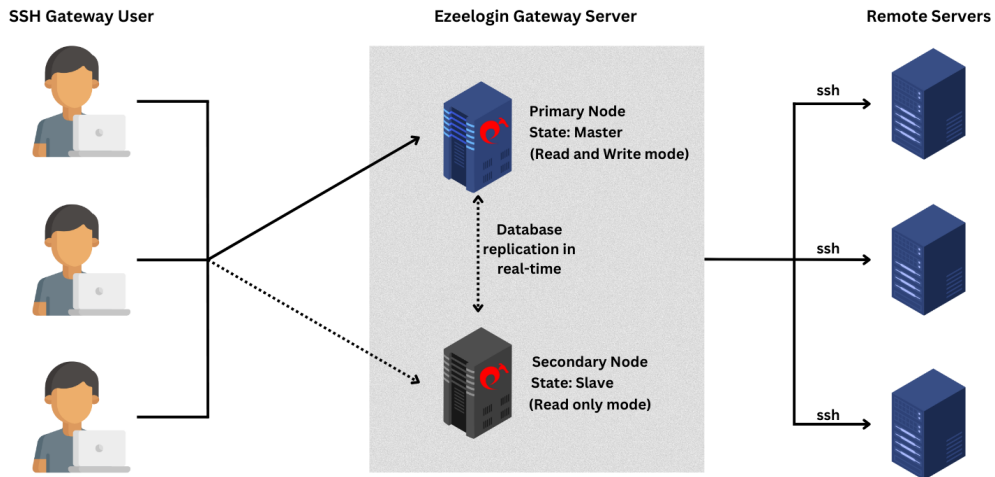 SSH Gateway User
Ezeelogin Gateway Server
Remote Servers
Primary Node
State: Master
(Read and Write mode)
Database
replication in
real-time
Secondary Node
State: Slave
(Read only mode)
ssh
ssh
ssh